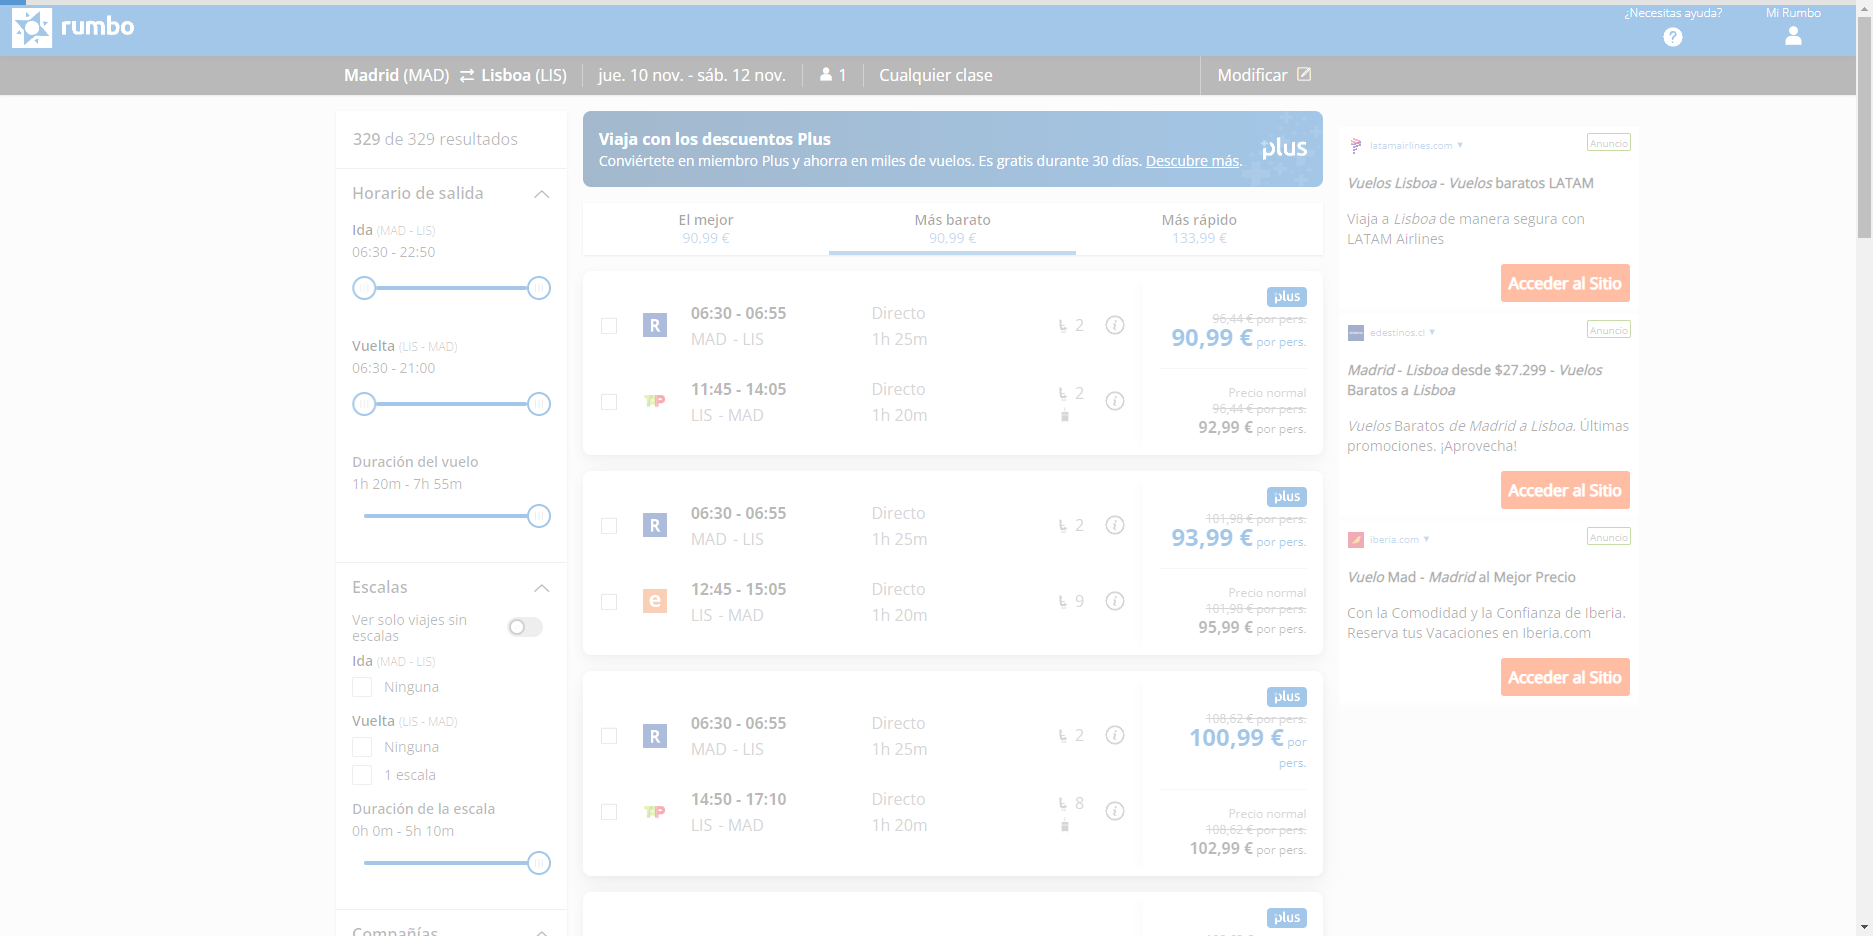 rumbo
¿Necesitas ayuda?
Mi Rumbo
Madrid (MAD) ⇄ Lisboa (LIS)
jue. 10 nov. - sáb. 12 nov.
1
Cualquier clase
Modificar
329 de 329 resultados
Horario de salida
Ida (MAD - LIS)
06:30 - 22:50
Vuelta (LIS - MAD)
06:30 - 21:00
Duración del vuelo
1h 20m - 7h 55m
Escalas
Ver solo viajes sin
escalas
Ida (MAD - LIS)
Ninguna
Vuelta (LIS - MAD)
Ninguna
1 escala
Duración de la escala
0h 0m - 5h 10m
Compañías
Viaja con los descuentos Plus
Conviértete en miembro Plus y ahorra en miles de vuelos. Es gratis durante 30 días. Descubre más.
plus
El mejor
90,99 €
Más barato
90,99 €
Más rápido
133,99 €
R
06:30 - 06:55
MAD - LIS
Directo
1h 25m
2
TAP
11:45 - 14:05
LIS - MAD
Directo
1h 20m
2
plus
96,44 € por pers.
90,99 € por pers.
Precio normal
96,44 € por pers.
92,99 € por pers.
R
06:30 - 06:55
MAD - LIS
Directo
1h 25m
2
e
12:45 - 15:05
LIS - MAD
Directo
1h 20m
9
plus
101,98 € por pers.
93,99 € por pers.
Precio normal
101,98 € por pers.
95,99 € por pers.
R
06:30 - 06:55
MAD - LIS
Directo
1h 25m
2
TAP
14:50 - 17:10
LIS - MAD
Directo
1h 20m
8
plus
108,62 € por pers.
100,99 € por
pers.
Precio normal
108,62 € por pers.
102,99 € por pers.
plus
latamairlines.com
Anuncio
Vuelos Lisboa - Vuelos baratos LATAM
Viaja a Lisboa de manera segura con
LATAM Airlines
Acceder al Sitio
edestinos.cl
Anuncio
Madrid - Lisboa desde $27.299 - Vuelos
Baratos a Lisboa
Vuelos Baratos de Madrid a Lisboa. Últimas
promociones. ¡Aprovecha!
Acceder al Sitio
iberia.com
Anuncio
Vuelo Mad - Madrid al Mejor Precio
Con la Comodidad y la Confianza de Iberia.
Reserva tus Vacaciones en Iberia.com
Acceder al Sitio